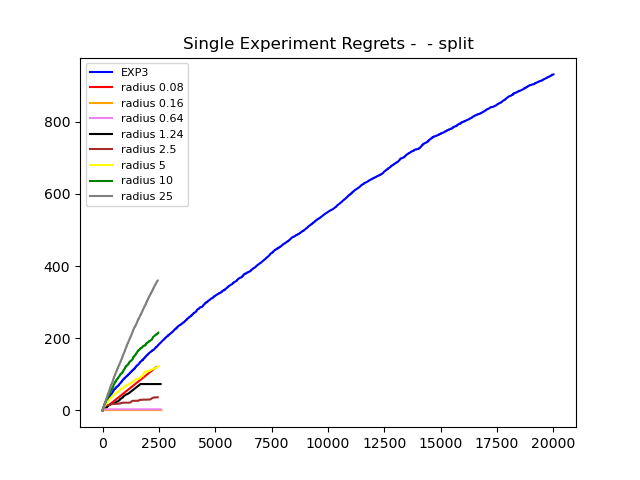 Single Experiment Regrets -  - split
EXP3
radius 0.08
radius 0.16
radius 0.64
radius 1.24
radius 2.5
radius 5
radius 10
radius 25
800
600
400
200
0
0 2500 5000 7500 10000 12500 15000 17500 20000